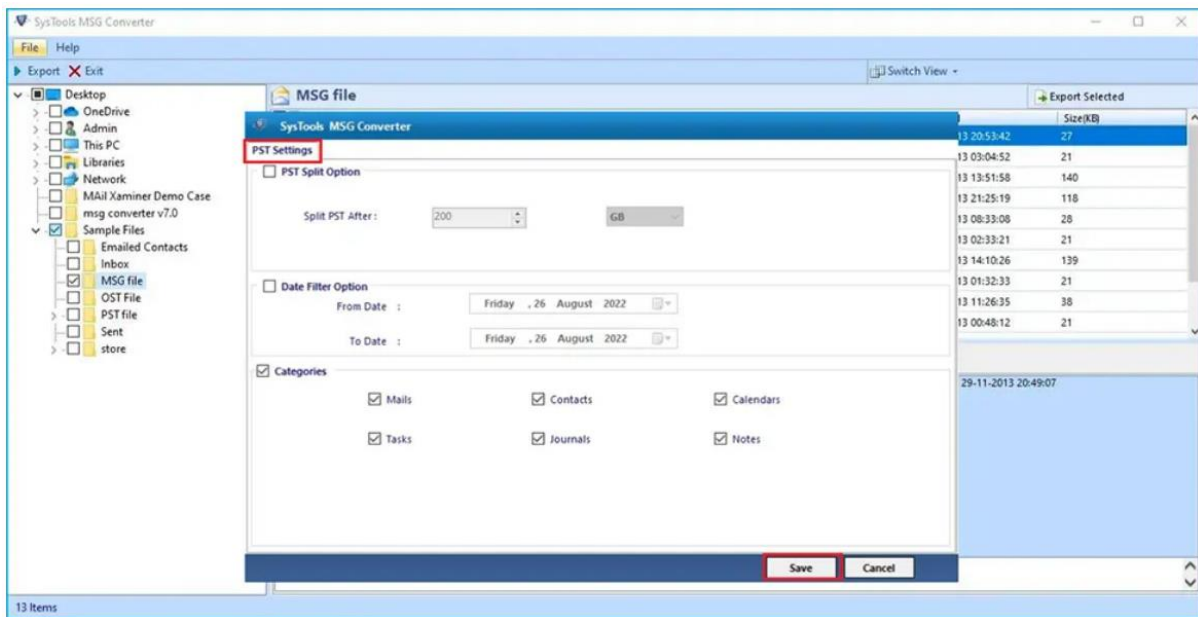 SysTools MSG Converter
File Help
Export Exit Switch View
Desktop
OneDrive
Admin
This PC
Libraries
Network
MAil Xaminer Demo Case
msg converter v7.0
Sample Files
Emailed Contacts
Inbox
MSG file
OST File
PST file
Sent
store
MSG file Export Selected
Size(KB)
13 20:53:42 27
13 03:04:52 21
13 13:51:58 140
13 21:25:19 118
13 08:33:08 28
13 02:33:21 21
13 14:10:26 139
13 01:32:33 21
13 11:26:35 38
13 00:48:12 21
29-11-2013 20:49:07
SysTools MSG Converter
PST Settings
PST Split Option
Split PST After : 200 GB
Date Filter Option
From Date : Friday , 26 August 2022
To Date : Friday , 26 August 2022
Categories
Mails Contacts Calendars
Tasks Journals Notes
Save Cancel
13 Items